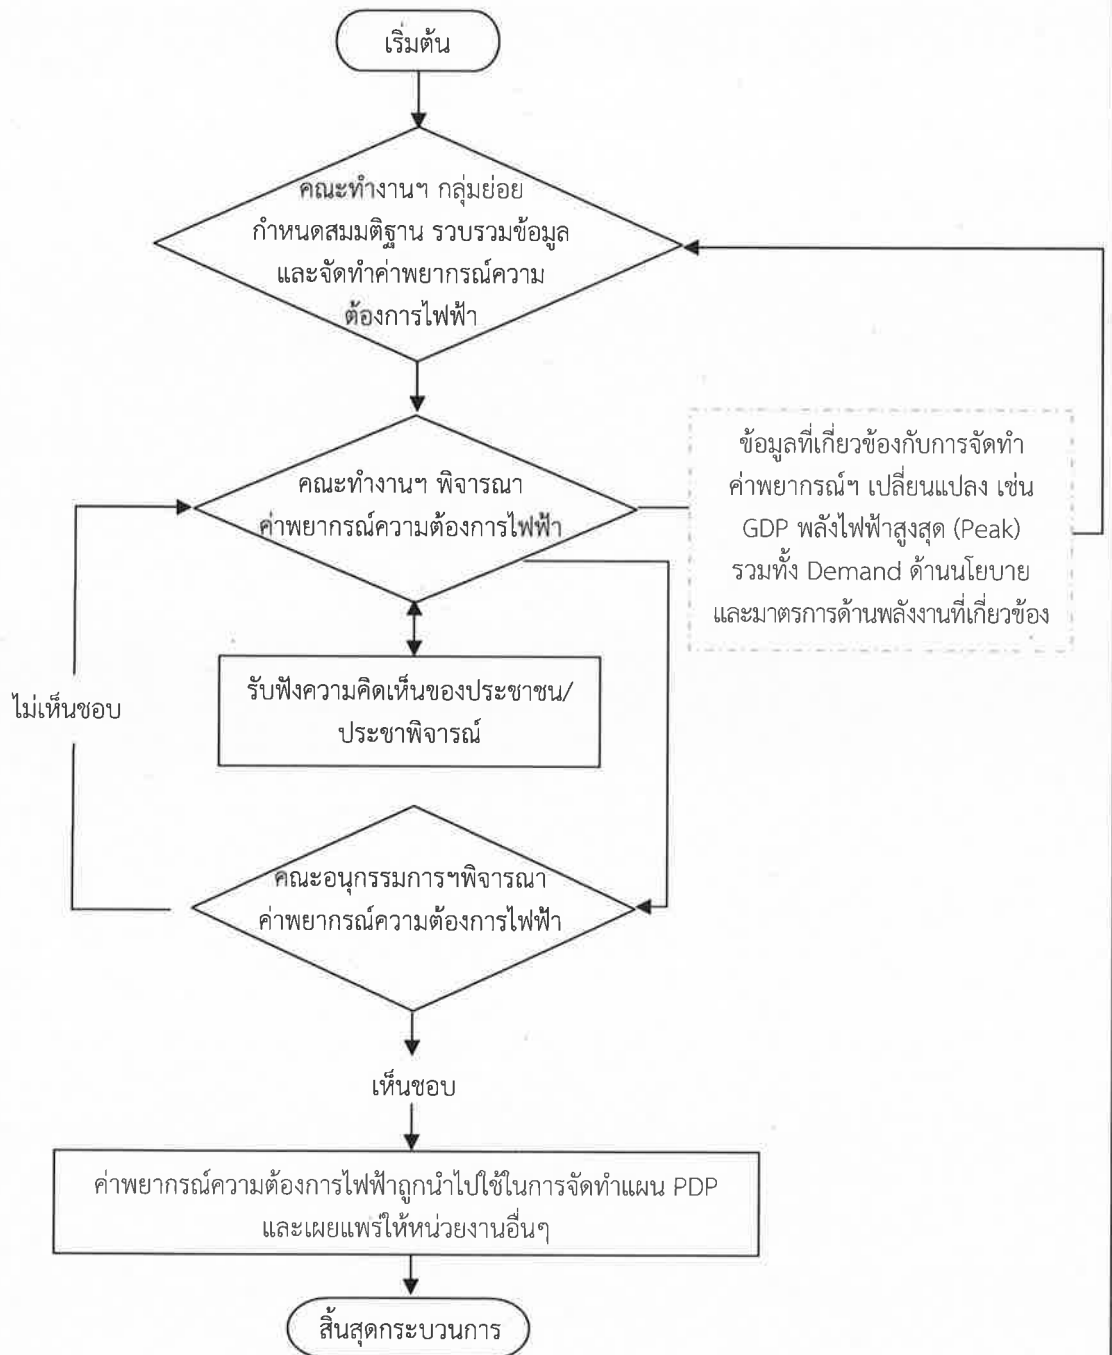 เริ่มต้น
คณะทำงานฯ กลุ่มย่อย
กำหนดสมมติฐาน รวบรวมข้อมูล
และจัดทำค่าพยากรณ์ความ
ต้องการไฟฟ้า
คณะทำงานฯ พิจารณา
ค่าพยากรณ์ความต้องการไฟฟ้า
ข้อมูลที่เกี่ยวข้องกับการจัดทำ
ค่าพยากรณ์ฯ เปลี่ยนแปลง เช่น
GDP พลังไฟฟ้าสูงสุด (Peak)
รวมทั้ง Demand ด้านนโยบาย
และมาตรการด้านพลังงานที่เกี่ยวข้อง
รับฟังความคิดเห็นของประชาชน/
ประชาพิจารณ์
ไม่เห็นชอบ
คณะอนุกรรมการฯพิจารณา
ค่าพยากรณ์ความต้องการไฟฟ้า
เห็นชอบ
ค่าพยากรณ์ความต้องการไฟฟ้าถูกนำไปใช้ในการจัดทำแผน PDP
และเผยแพร่ให้หน่วยงานอื่นๆ
สิ้นสุดกระบวนการ